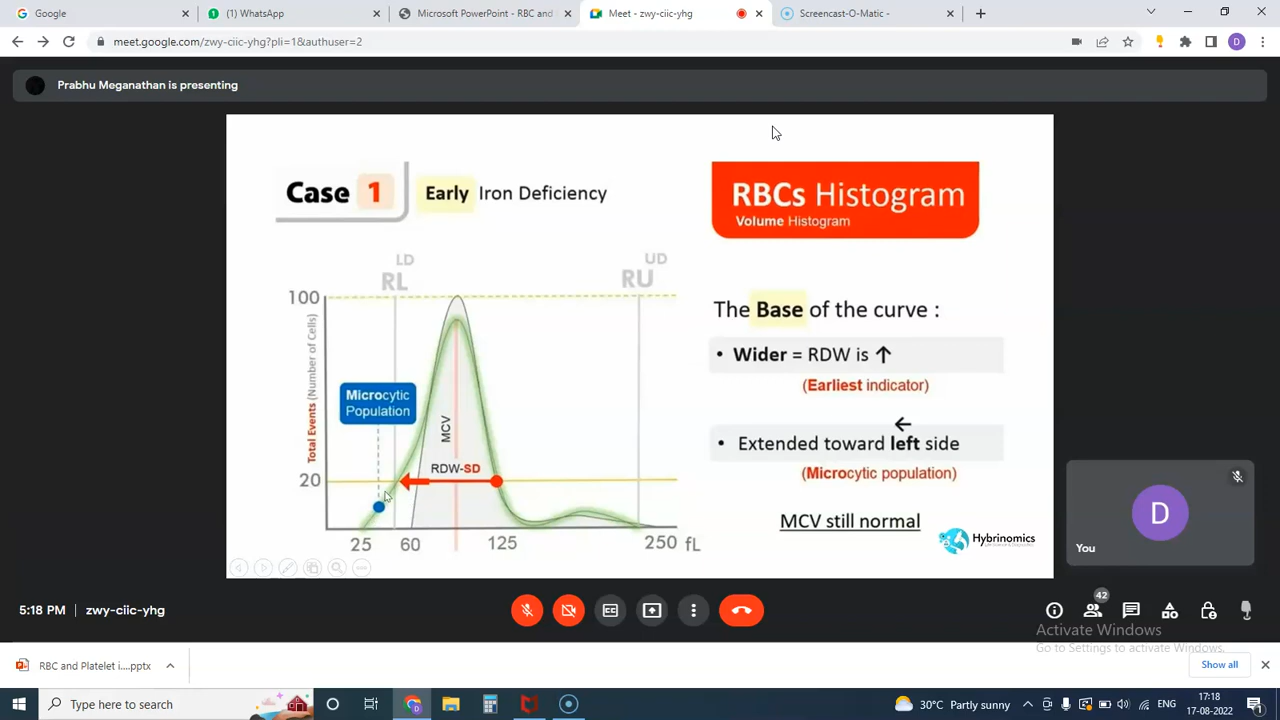 Google
(1) WhatsApp
Microsoft PowerPoint - RBC and
Meet - zwy-ciic-yhg
Screencast-O-Matic -
meet.google.com/zwy-ciic-yhg?pli=1&authuser=2
D
Prabhu Meganathan is presenting
Case 1
Early Iron Deficiency
RBCs Histogram
Volume Histogram
LD
RL
UD
RU
100
Total Events (Number of Cells)
Microcytic
Population
MCV
RDW-SD
20
25 60 125 250 fL
The Base of the curve :
• Wider = RDW is ↑
(Earliest indicator)
←
• Extended toward left side
(Microcytic population)
MCV still normal
Hybrinomics
D
You
5:18 PM | zwy-ciic-yhg
42
Activate Windows
Go to Settings to activate Windows.
RBC and Platelet i....pptx
Show all
Type here to search
30°C Partly sunny
ENG
17:18
17-08-2022